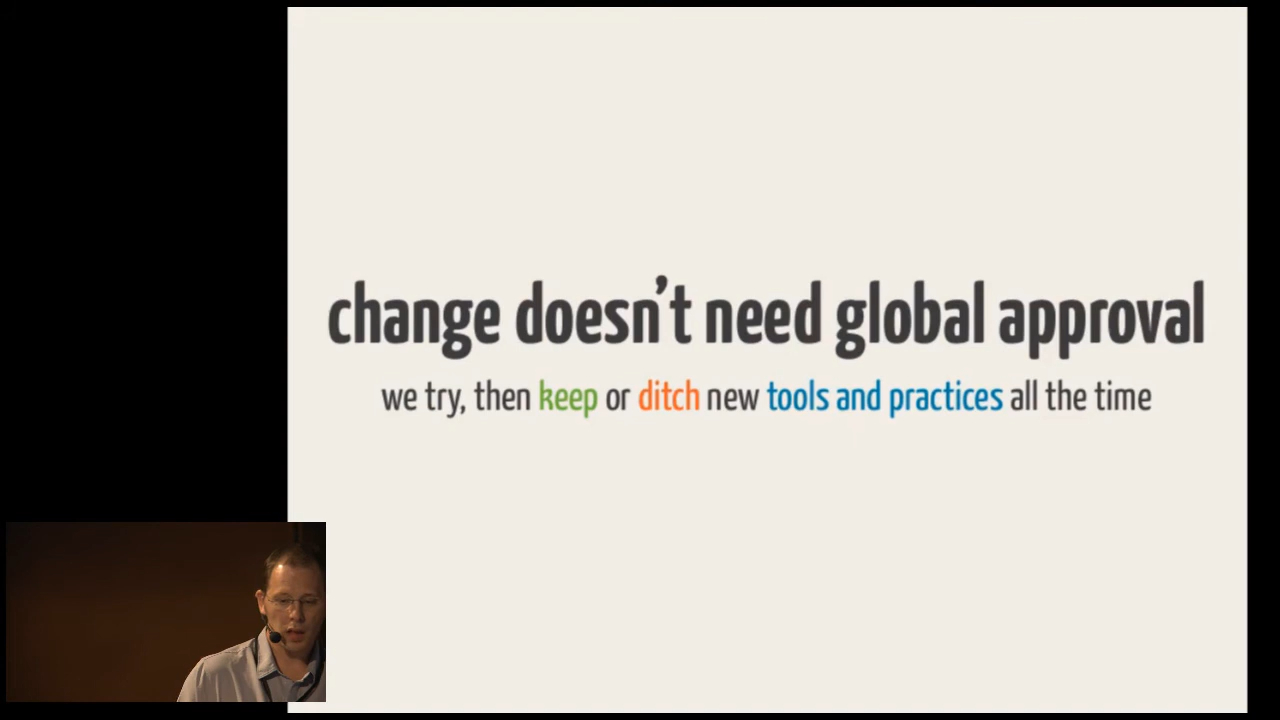 change doesn’t need global approval
we try, then keep or ditch new tools and practices all the time